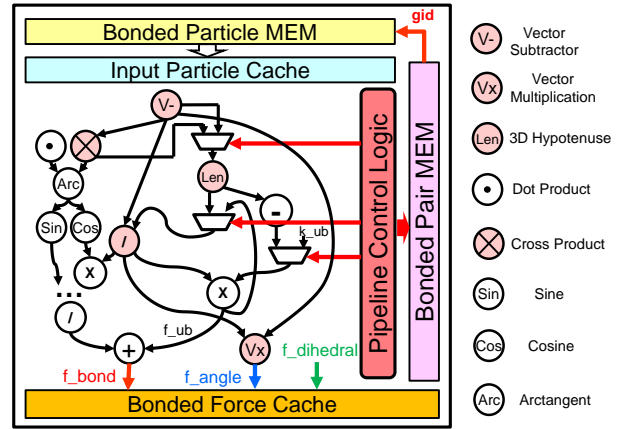 Bonded Particle MEM
gid
Input Particle Cache
V-
Len
Arc
Sin
Cos
/
-
k_ub
x
x
...
/
f_ub
+
Vx
f_bond
f_angle
f_dihedral
Bonded Force Cache
Pipeline Control Logic
Bonded Pair MEM
V-
Vector
Subtractor
Vx
Vector
Multiplication
Len
3D Hypotenuse
Dot Product
Cross Product
Sin
Sine
Cos
Cosine
Arc
Arctangent